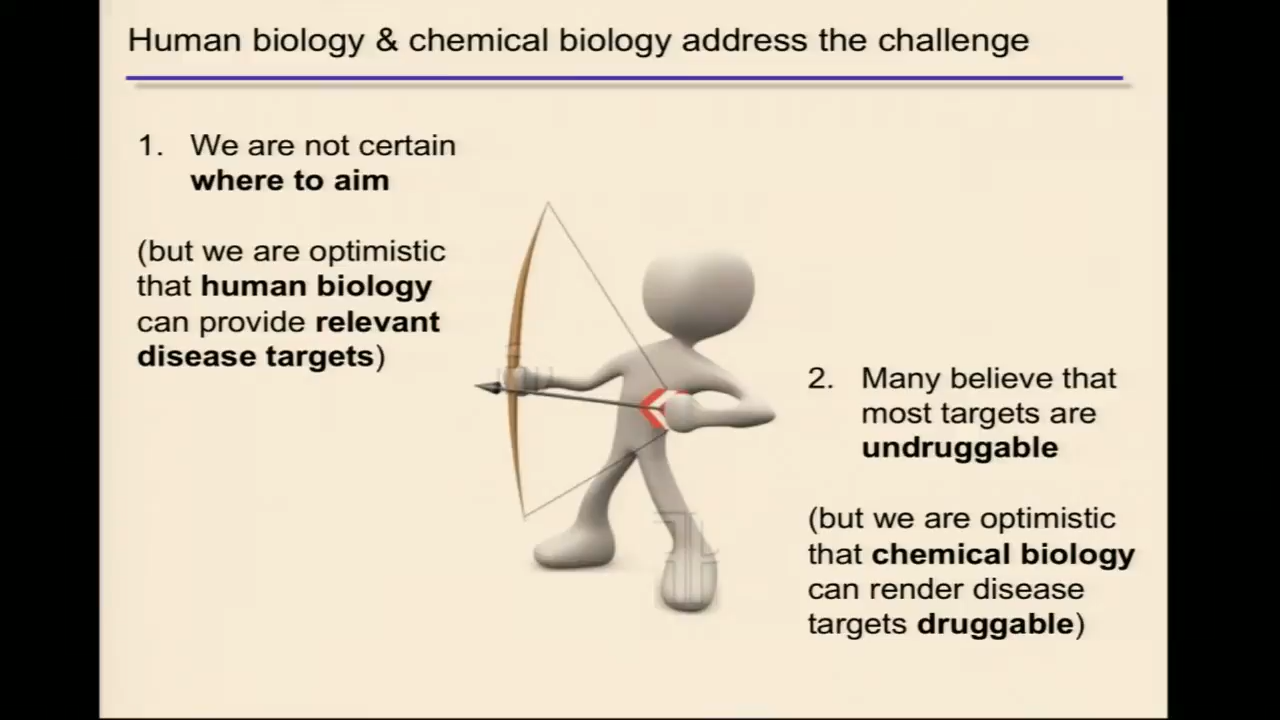 Human biology & chemical biology address the challenge
1. We are not certain
where to aim
(but we are optimistic
that human biology
can provide relevant
disease targets)
2. Many believe that
most targets are
undruggable
(but we are optimistic
that chemical biology
can render disease
targets druggable)